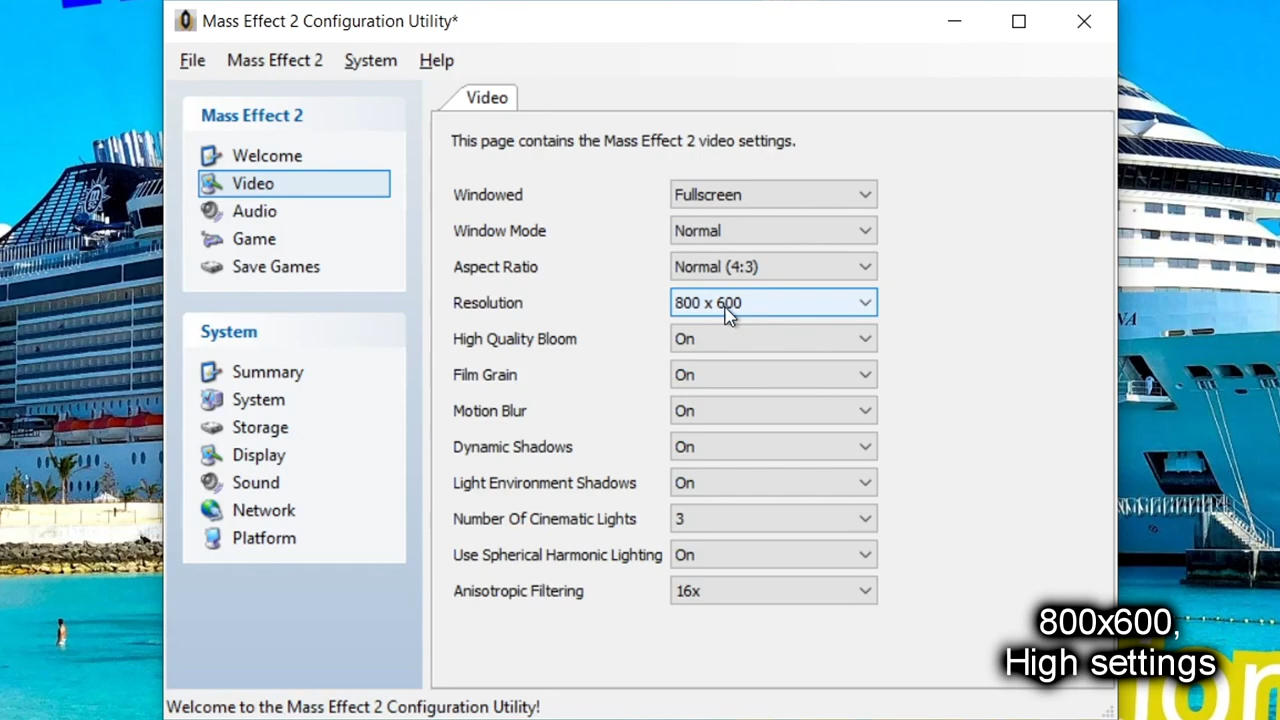 Mass Effect 2 Configuration Utility*
File Mass Effect 2 System Help
Mass Effect 2
Welcome
Video
Audio
Game
Save Games
System
Summary
System
Storage
Display
Sound
Network
Platform
Video
This page contains the Mass Effect 2 video settings.
Windowed Fullscreen
Window Mode Normal
Aspect Ratio Normal (4:3)
Resolution 800 x 600
High Quality Bloom On
Film Grain On
Motion Blur On
Dynamic Shadows On
Light Environment Shadows On
Number Of Cinematic Lights 3
Use Spherical Harmonic Lighting On
Anisotropic Filtering 16x
800x600,
High settings
Welcome to the Mass Effect 2 Configuration Utility!